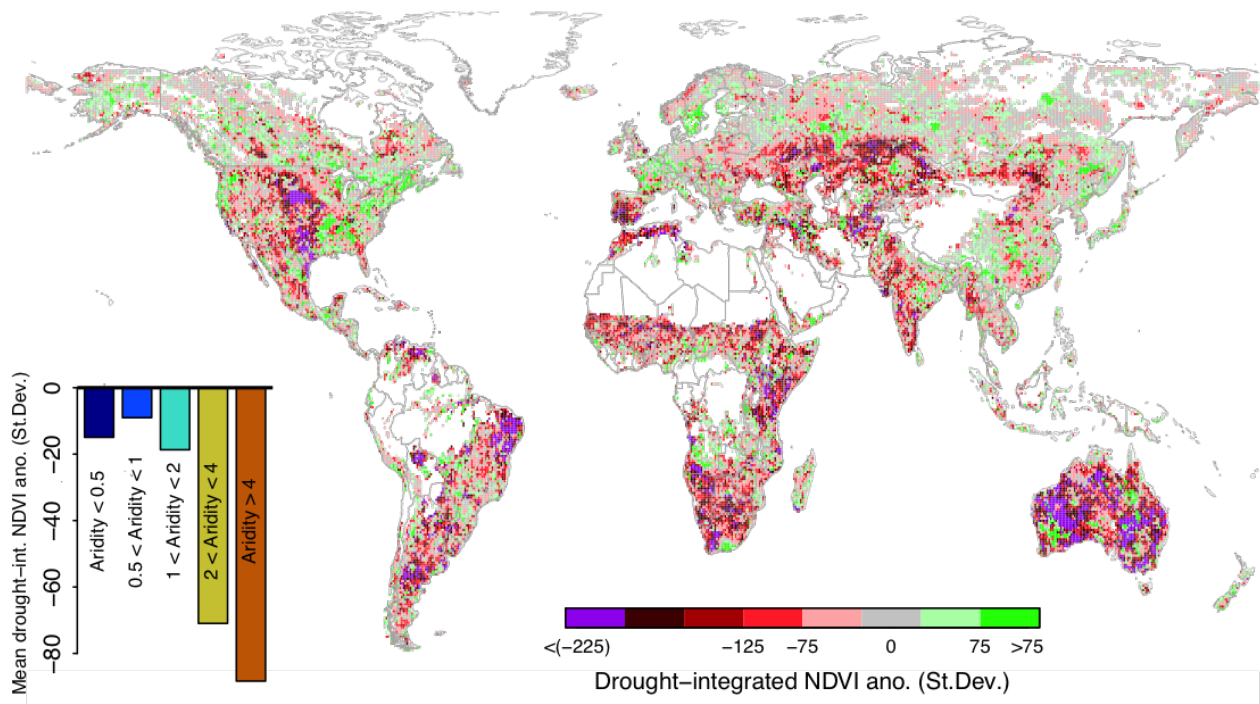 Mean drought−int. NDVI ano. (St.Dev.)
0
−20
−40
−60
−80
Aridity < 0.5
0.5 < Aridity < 1
1 < Aridity < 2
2 < Aridity < 4
Aridity > 4
<(−225) −125 −75 0 75 >75
Drought−integrated NDVI ano. (St.Dev.)